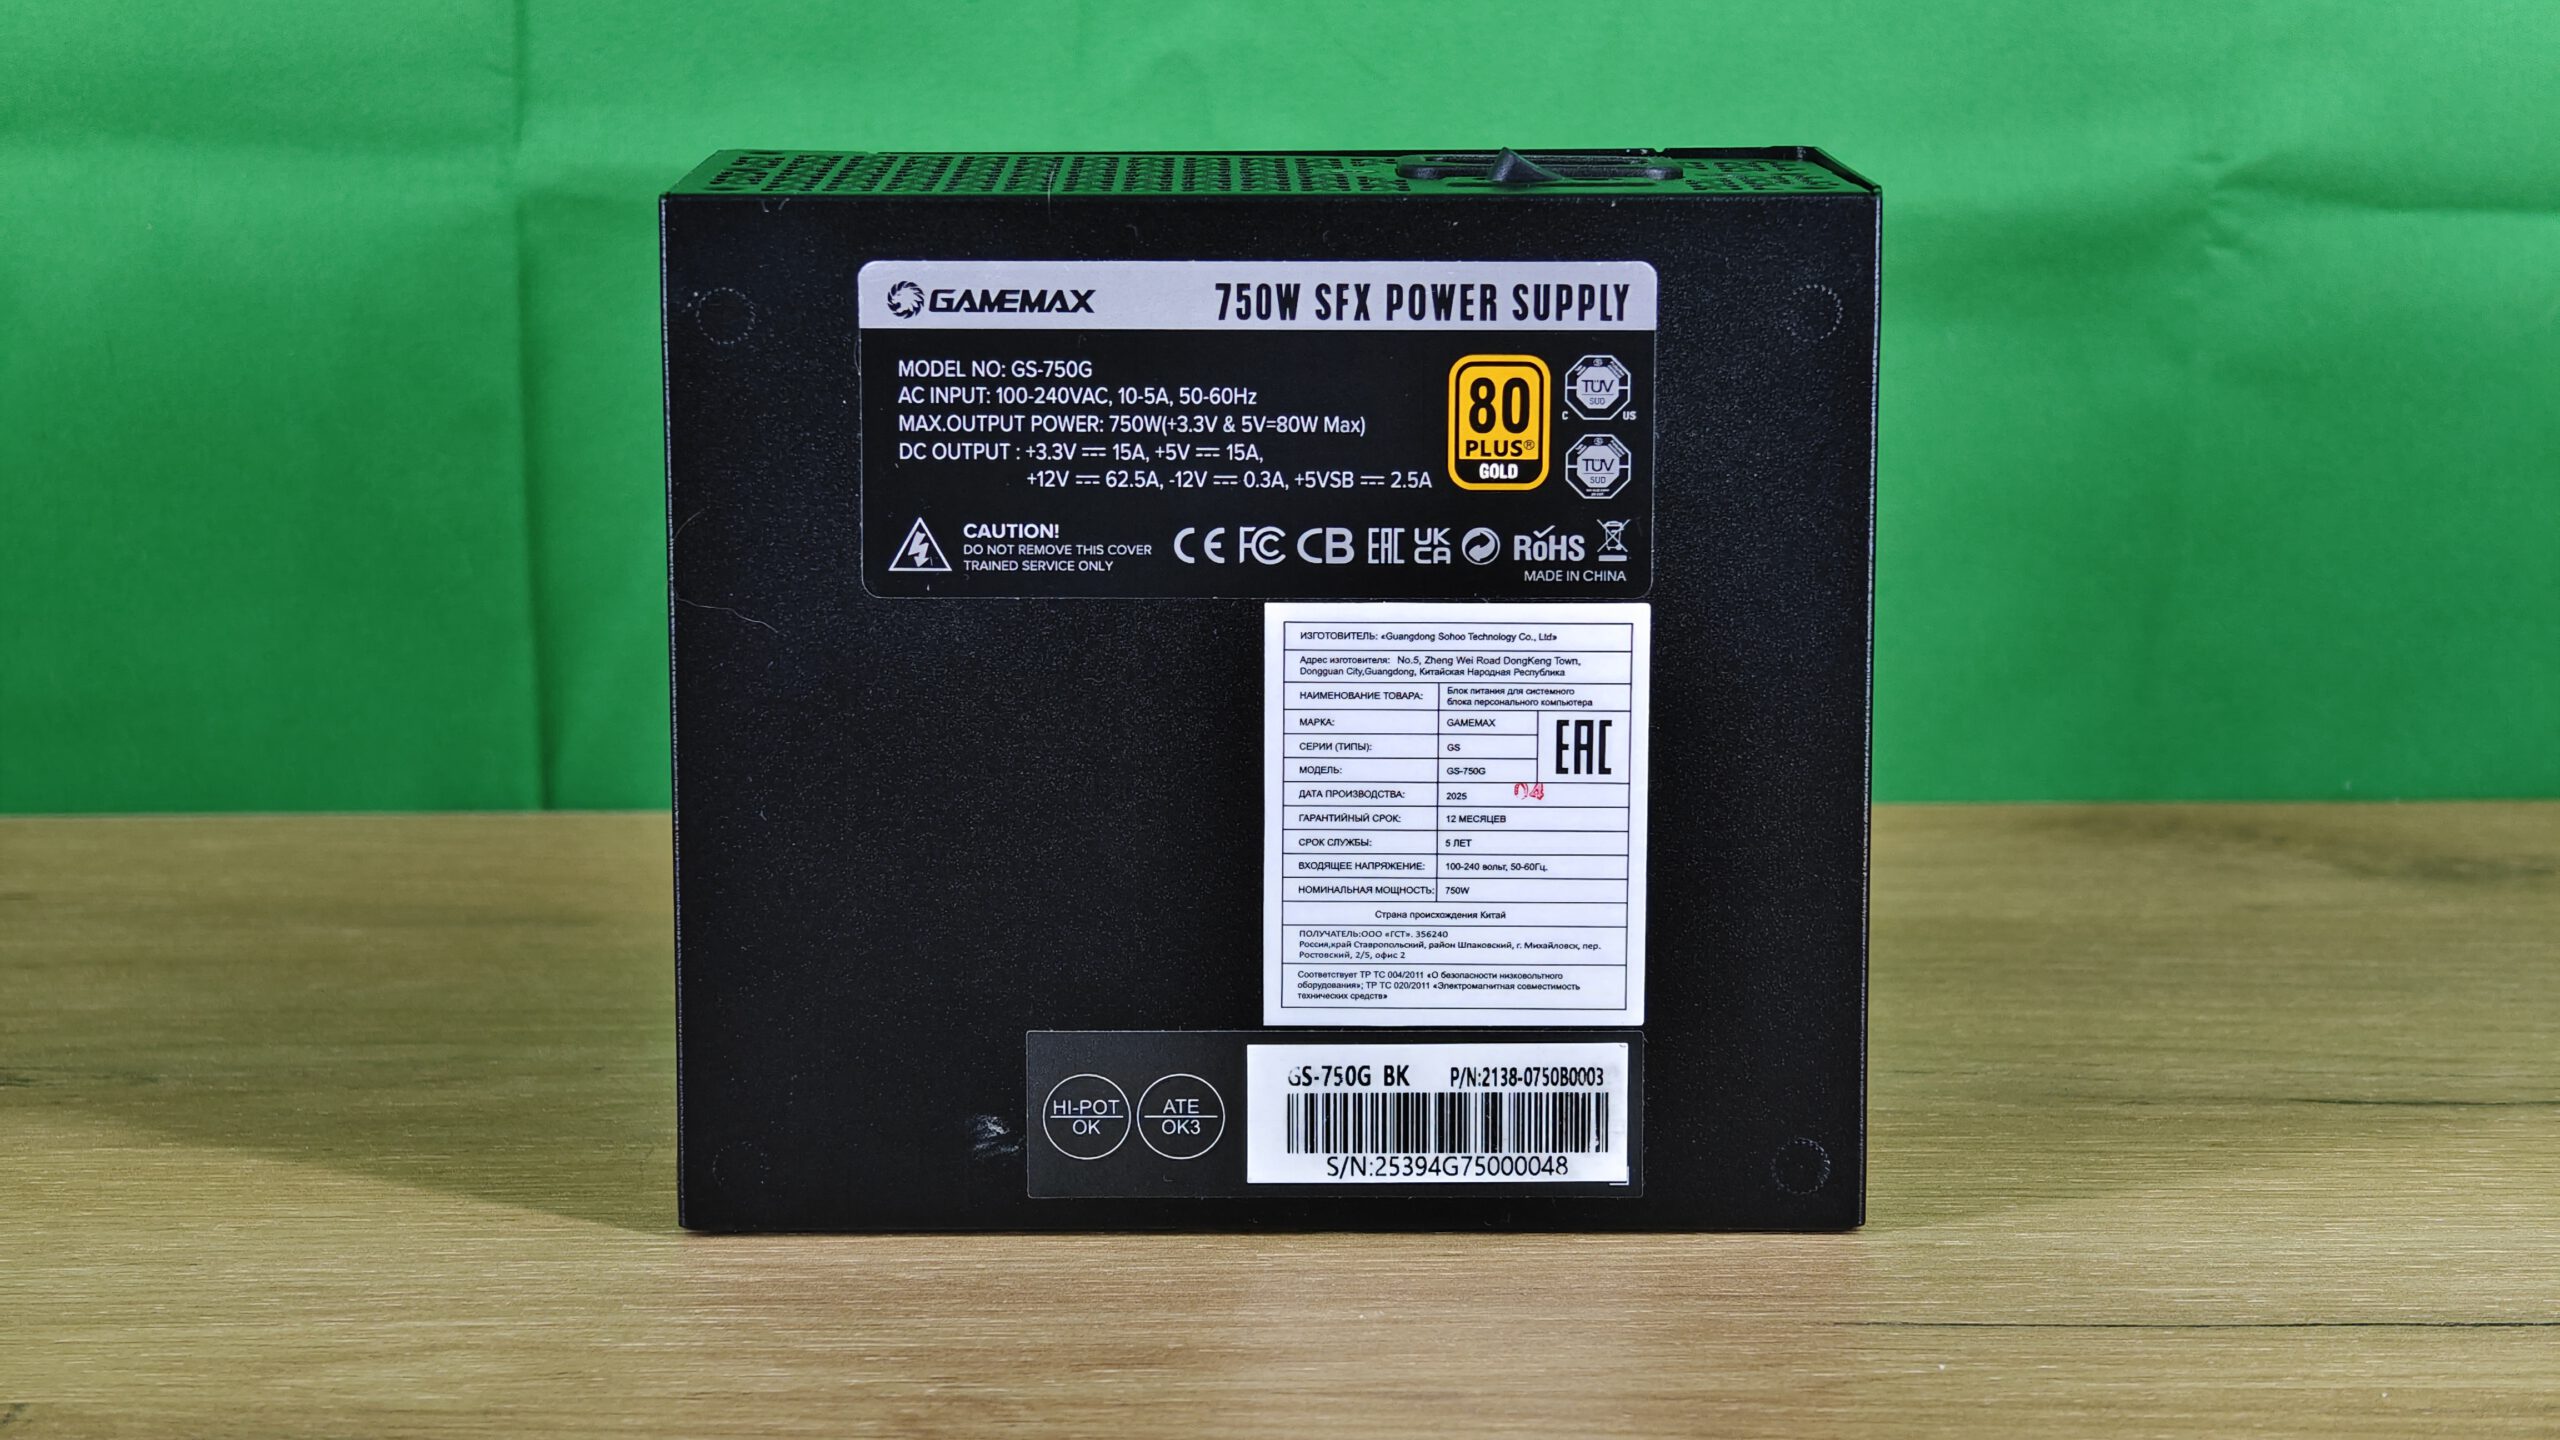 GAMEMAX 750W SFX POWER SUPPLY
MODEL NO: GS-750G
AC INPUT: 100-240VAC, 10-5A, 50-60Hz
MAX.OUTPUT POWER: 750W(+3.3V & 5V=80W Max)
DC OUTPUT : +3.3V ⎓ 15A, +5V ⎓ 15A,
+12V ⎓ 62.5A, -12V ⎓ 0.3A, +5VSB ⎓ 2.5A
80
PLUS®
GOLD
TÜV
SUD
C US
TÜV
SUD
CAUTION!
DO NOT REMOVE THIS COVER
TRAINED SERVICE ONLY
CE FC CB EAC UK CA RoHS
MADE IN CHINA
ИЗГОТОВИТЕЛЬ: «Guangdong Sohoo Technology Co., Ltd»
Адрес изготовителя: No.5, Zheng Wei Road DongKeng Town,
Dongguan City,Guangdong, Китайская Народная Республика
НАИМЕНОВАНИЕ ТОВАРА: Блок питания для системного
блока персонального компьютера
МАРКА: GAMEMAX
СЕРИИ (ТИПЫ): GS
МОДЕЛЬ: GS-750G
EAC
ДАТА ПРОИЗВОДСТВА: 2025 04
ГАРАНТИЙНЫЙ СРОК: 12 МЕСЯЦЕВ
СРОК СЛУЖБЫ: 5 ЛЕТ
ВХОДЯЩЕЕ НАПРЯЖЕНИЕ: 100-240 вольт, 50-60Гц.
НОМИНАЛЬНАЯ МОЩНОСТЬ: 750W
Страна происхождения Китай
ПОЛУЧАТЕЛЬ:ООО «ГСТ». 356240
Россия,край Ставропольский, район Шпаковский, г. Михайловск, пер.
Ростовский, 2/5, офис 2
Соответствует ТР ТС 004/2011 «О безопасности низковольтного
оборудования»; ТР ТС 020/2011 «Электромагнитная совместимость
технических средств»
HI-POT
OK
ATE
OK3
GS-750G BK P/N:2138-0750B0003
S/N:25394G75000048